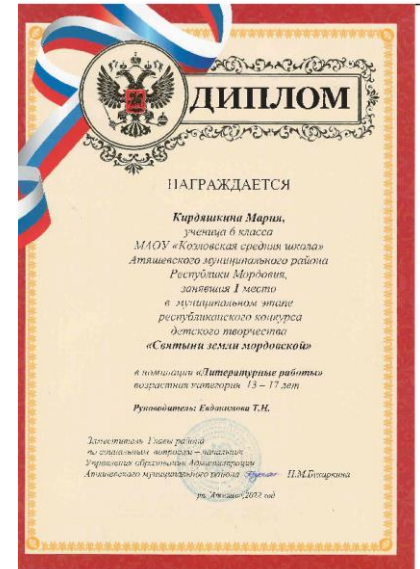 ДИПЛОМ
НАГРАЖДАЕТСЯ
Кирдяшкина Мария,
ученица 6 класса
МАОУ «Козловская средняя школа»
Атяшевского муниципального района
Республики Мордовия,
занявшая 1 место
в муниципальном этапе
республиканского конкурса
детского творчества
«Святыни земли мордовской»
в номинации «Литературные работы»
возрастная категория 13 – 17 лет
Руководитель: Евдокимова Т.Н.
Заместитель Главы района
по социальным вопросам – начальник
Управления образования Администрации
Атяшевского муниципального района Н.М.
рп. Атяшево, 2022 год